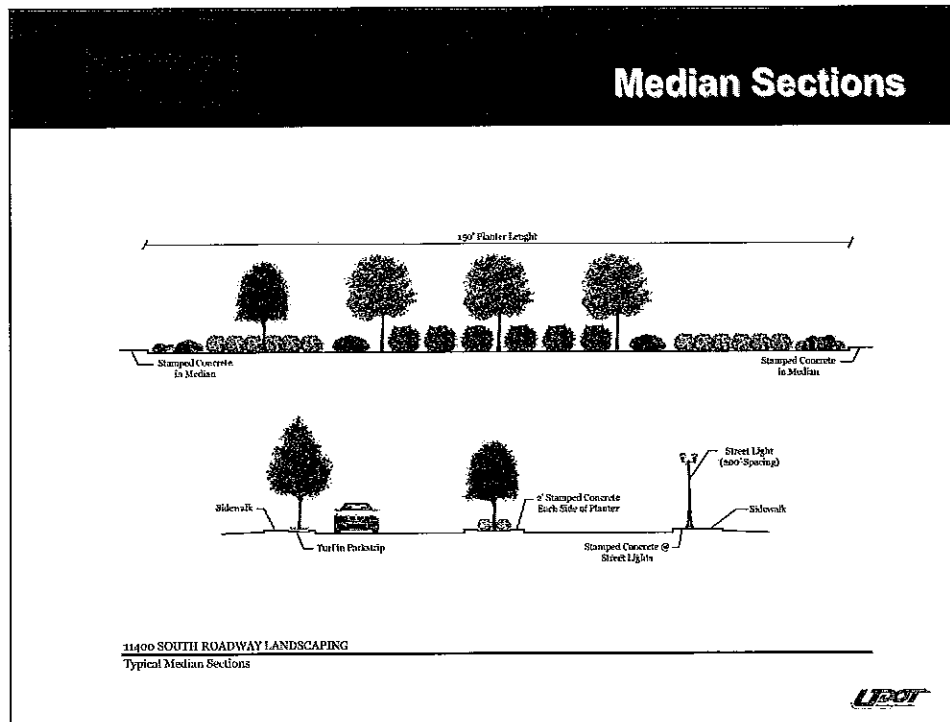 Median Sections
150' Planter Lenght
Stamped Concrete
in Median
Stamped Concrete
in Median
Street Light
(200' Spacing)
2' Stamped Concrete
Each Side of Planter
Sidewalk
Sidewalk
Turf in Parkstrip
Stamped Concrete @
Street Lights
11400 SOUTH ROADWAY LANDSCAPING
Typical Median Sections
UDOT